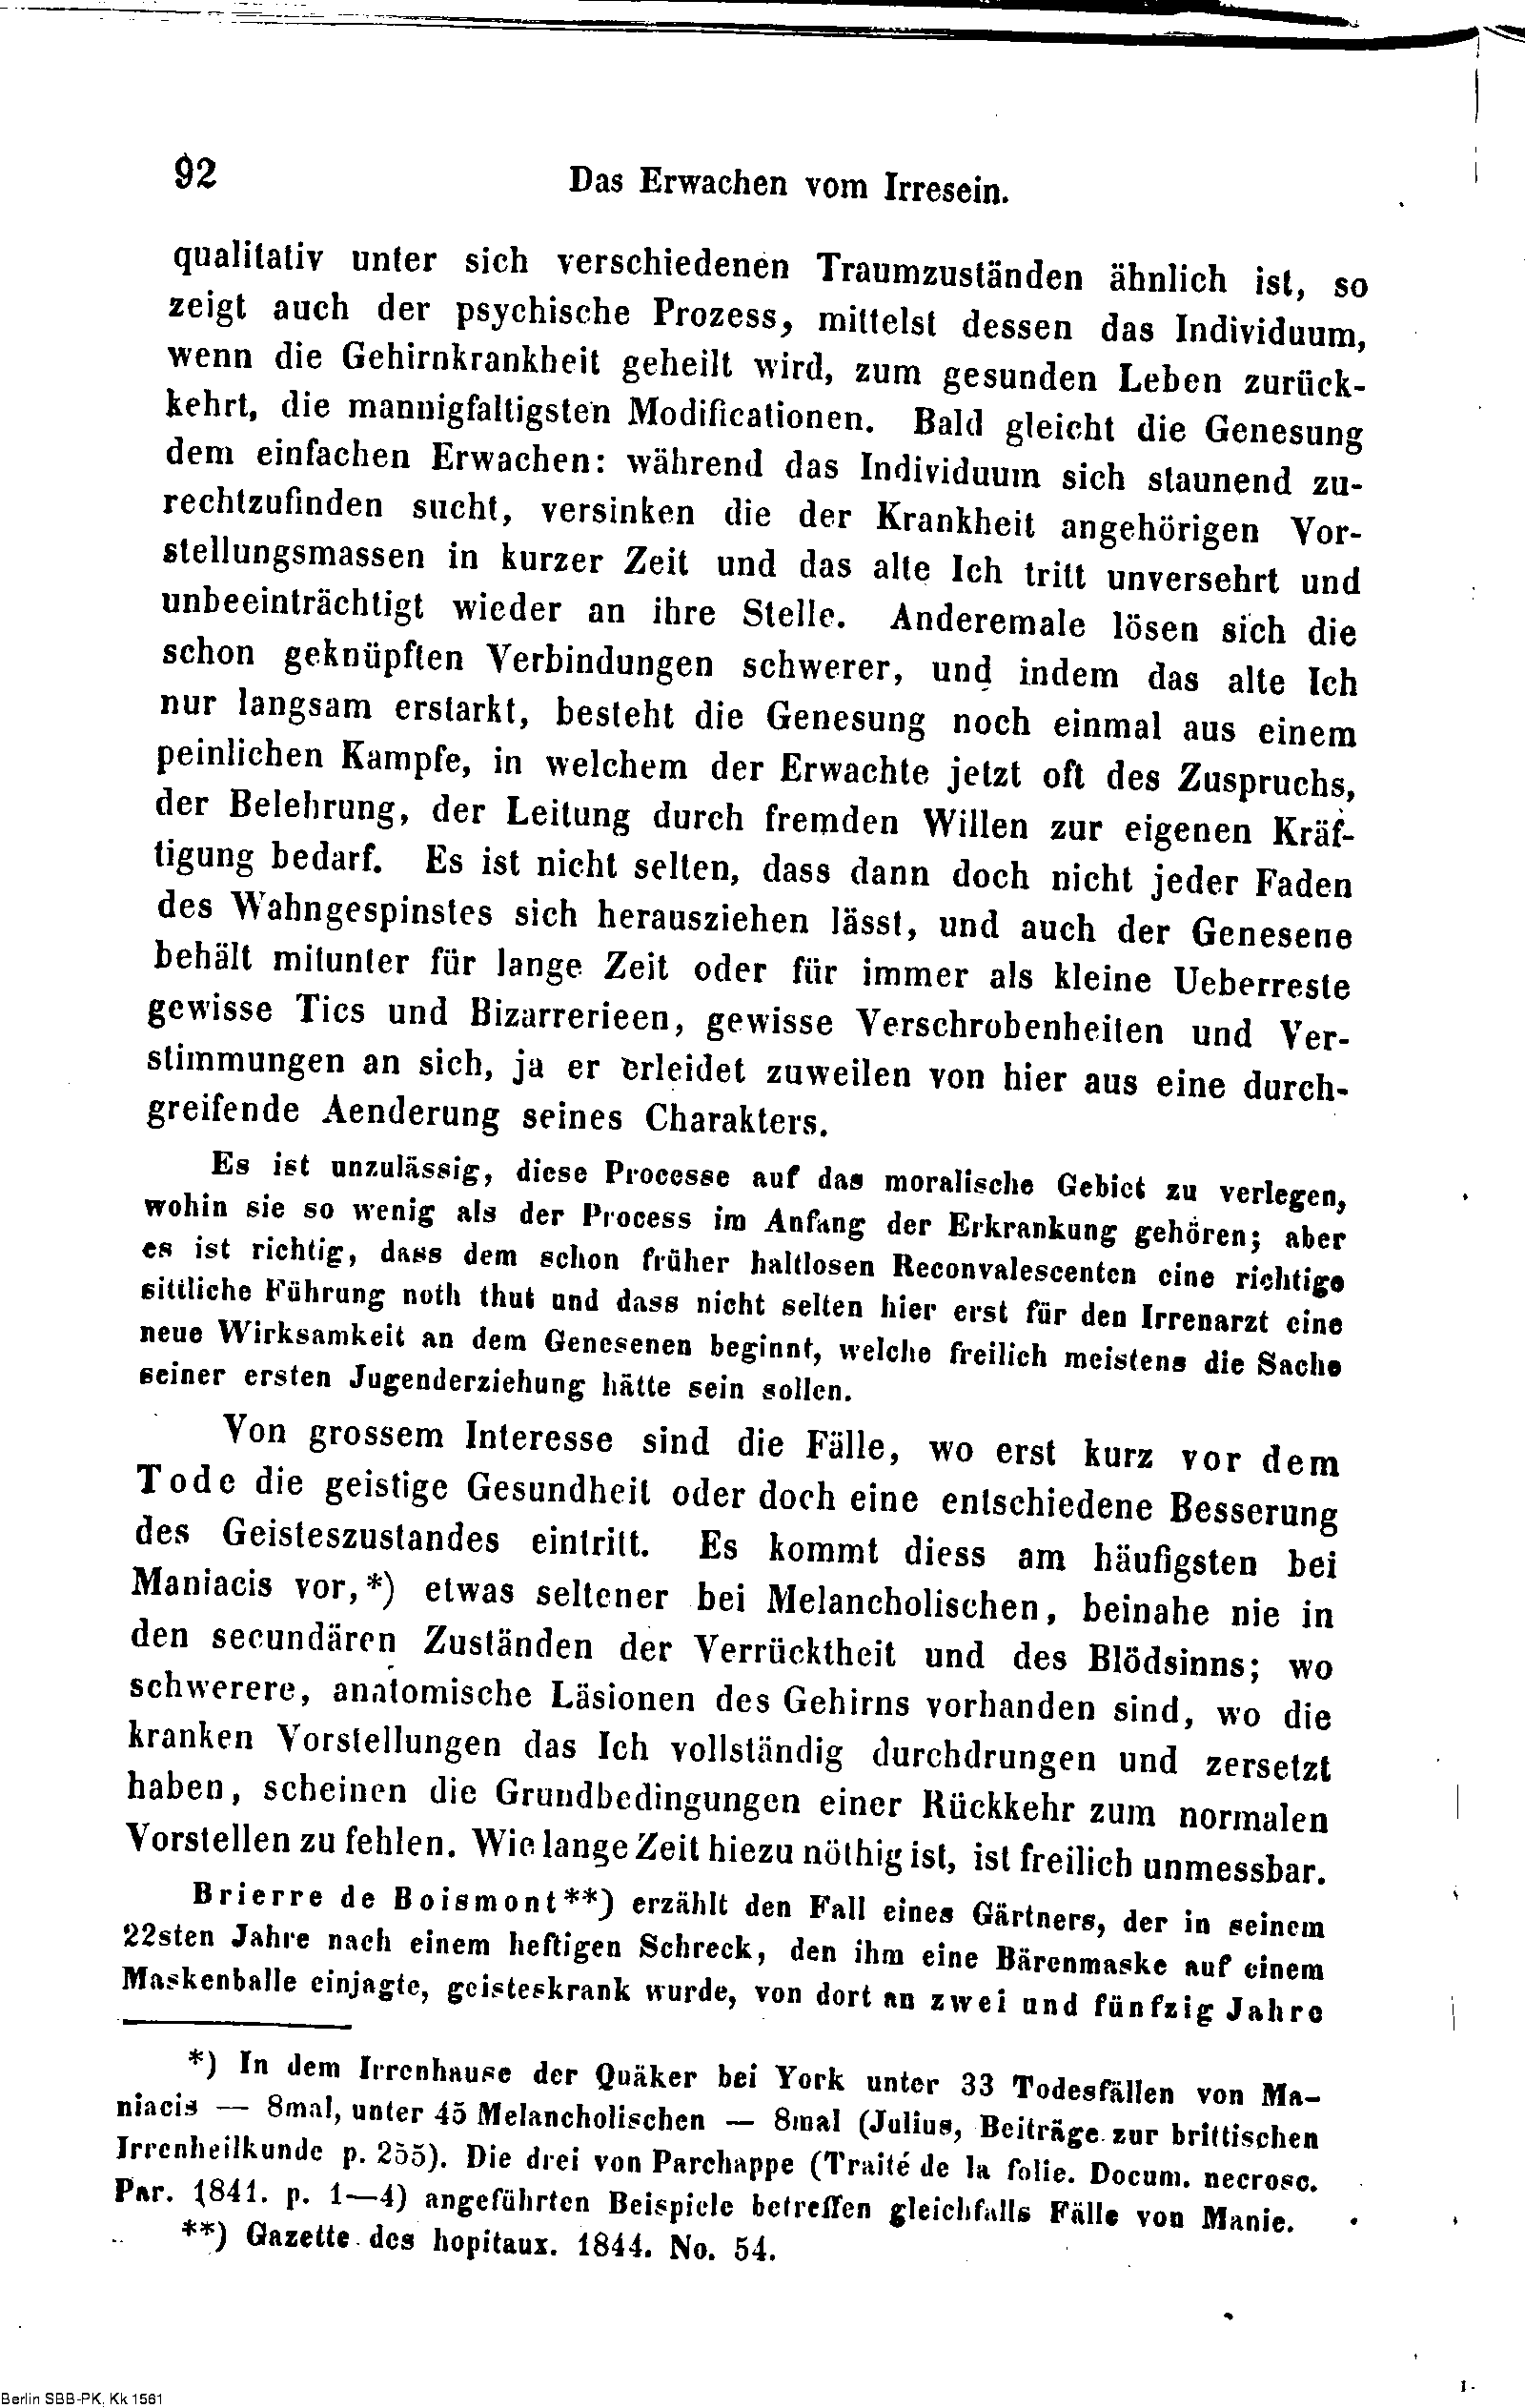 92
Das Erwachen vom Irresein.
qualitativ unter sich verschiedenen Traumzuständen ähnlich ist, so
zeigt auch der psychische Prozess, mittelst dessen das Individuum,
wenn die Gehirnkrankheit geheilt wird, zum gesunden Leben zurück-
kehrt, die mannigfaltigsten Modificationen. Bald gleicht die Genesung
dem einfachen Erwachen: während das Individuum sich staunend zu-
rechtzufinden sucht, versinken die der Krankheit angehörigen Vor-
stellungsmassen in kurzer Zeit und das alte Ich tritt unversehrt und
unbeeinträchtigt wieder an ihre Stelle. Anderemale lösen sich die
schon geknüpften Verbindungen schwerer, und indem das alte Ich
nur langsam erstarkt, besteht die Genesung noch einmal aus einem
peinlichen Kampfe, in welchem der Erwachte jetzt oft des Zuspruchs,
der Belehrung, der Leitung durch fremden Willen zur eigenen Kräf-
tigung bedarf. Es ist nicht selten, dass dann doch nicht jeder Faden
des Wahngespinstes sich herausziehen lässt, und auch der Genesene
behält mitunter für lange Zeit oder für immer als kleine Ueberreste
gewisse Tics und Bizarrerieen, gewisse Verschrobenheiten und Ver-
stimmungen an sich, ja er erleidet zuweilen von hier aus eine durch-
greifende Aenderung seines Charakters.
Es ist unzulässig, diese Processe auf das moralische Gebiet zu verlegen,
wohin sie so wenig als der Process im Anfang der Erkrankung gehören; aber
es ist richtig, dass dem schon früher haltlosen Reconvalescenten eine richtige
sittliche Führung noth thut und dass nicht selten hier erst für den Irrenarzt eine
neue Wirksamkeit an dem Genesenen beginnt, welche freilich meistens die Sache
seiner ersten Jugenderziehung hätte sein sollen.
Von grossem Interesse sind die Fälle, wo erst kurz vor dem
Tode die geistige Gesundheit oder doch eine entschiedene Besserung
des Geisteszustandes eintritt. Es kommt diess am häufigsten bei
Maniacis vor,*) etwas seltener bei Melancholischen, beinahe nie in
den secundären Zuständen der Verrücktheit und des Blödsinns; wo
schwerere, anatomische Läsionen des Gehirns vorhanden sind, wo die
kranken Vorstellungen das Ich vollständig durchdrungen und zersetzt
haben, scheinen die Grundbedingungen einer Rückkehr zum normalen
Vorstellen zu fehlen. Wie lange Zeit hiezu nöthig ist, ist freilich unmessbar.
Brierre de Boismont**) erzählt den Fall eines Gärtners, der in seinem
22sten Jahre nach einem heftigen Schreck, den ihm eine Bärenmaske auf einem
Maskenballe einjagte, geisteskrank wurde, von dort an zwei und fünfzig Jahre
*) In dem Irrenhause der Quäker bei York unter 33 Todesfällen von Ma-
niacis — 8mal, unter 45 Melancholischen — 8mal (Julius, Beiträge zur brittischen
Irrenheilkunde p. 255). Die drei von Parchappe (Traité de la folie. Docum. necrosc.
Par. 1841. p. 1—4) angeführten Beispiele betreffen gleichfalls Fälle von Manie.
**) Gazette des hopitaux. 1844. No. 54.
Berlin SBB-PK, Kk 1561